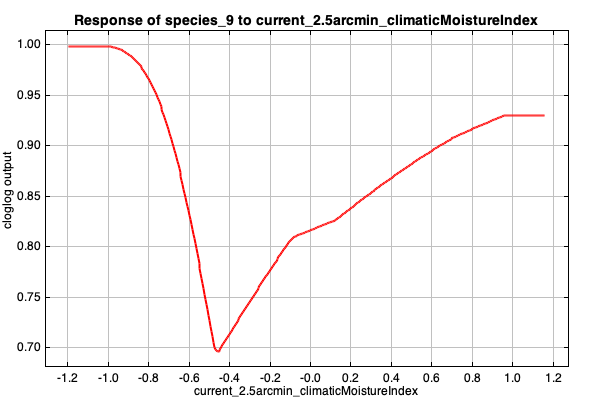 Response of species_9 to current_2.5arcmin_climaticMoistureIndex
1.00
0.95
0.90
0.85
0.80
0.75
0.70
cloglog output
-1.2 -1.0 -0.8 -0.6 -0.4 -0.2 -0.0 0.2 0.4 0.6 0.8 1.0 1.2
current_2.5arcmin_climaticMoistureIndex